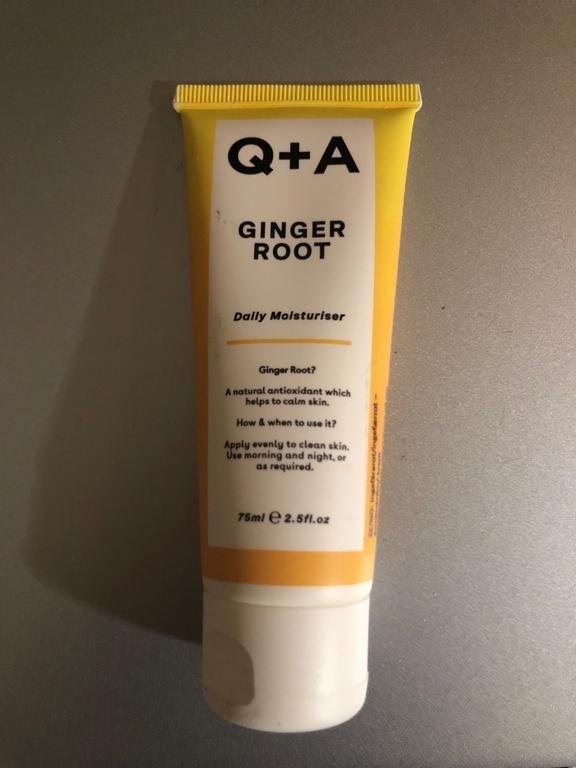 Q+A
GINGER
ROOT
Daily Moisturiser
Ginger Root?
A natural antioxidant which
helps to calm skin.
How & when to use it?
Apply evenly to clean skin.
Use morning and night, or
as required.
75ml ℮ 2.5fl.oz